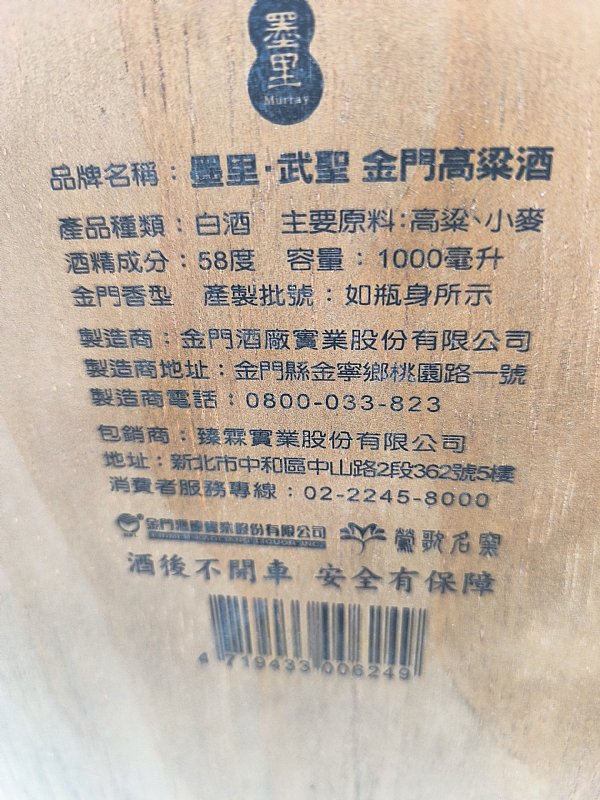 墨里
Murray
品牌名稱：墨里·武聖 金門高粱酒
產品種類：白酒 主要原料：高粱、小麥
酒精成分：58度 容量：1000毫升
金門香型 產製批號：如瓶身所示
製造商：金門酒廠實業股份有限公司
製造商地址：金門縣金寧鄉桃園路一號
製造商電話：0800-033-823
包銷商：臻霖實業股份有限公司
地址：新北市中和區中山路2段362號5樓
消費者服務專線：02-2245-8000
金門酒廠實業股份有限公司 鶯歌名窯
酒後不開車 安全有保障
4 719433 006249